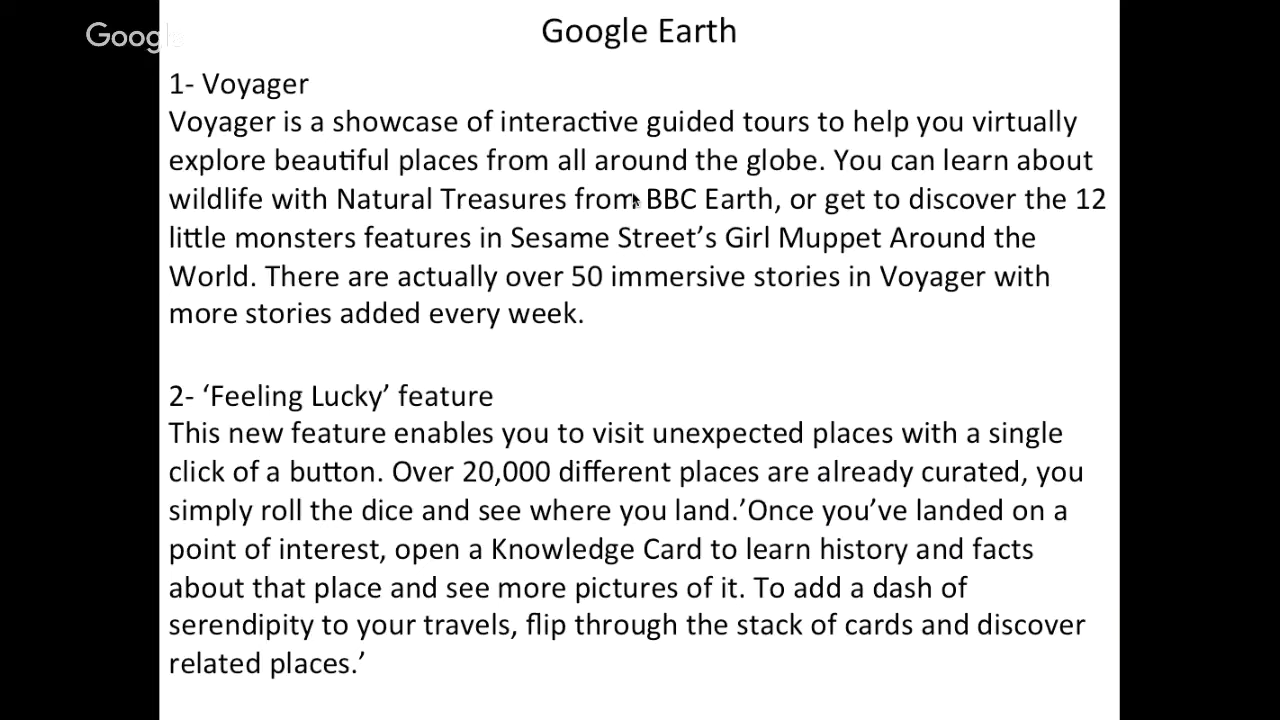 Google
Google Earth
1- Voyager
Voyager is a showcase of interactive guided tours to help you virtually
explore beautiful places from all around the globe. You can learn about
wildlife with Natural Treasures from BBC Earth, or get to discover the 12
little monsters features in Sesame Street’s Girl Muppet Around the
World. There are actually over 50 immersive stories in Voyager with
more stories added every week.
2- ‘Feeling Lucky’ feature
This new feature enables you to visit unexpected places with a single
click of a button. Over 20,000 different places are already curated, you
simply roll the dice and see where you land.’Once you’ve landed on a
point of interest, open a Knowledge Card to learn history and facts
about that place and see more pictures of it. To add a dash of
serendipity to your travels, flip through the stack of cards and discover
related places.’